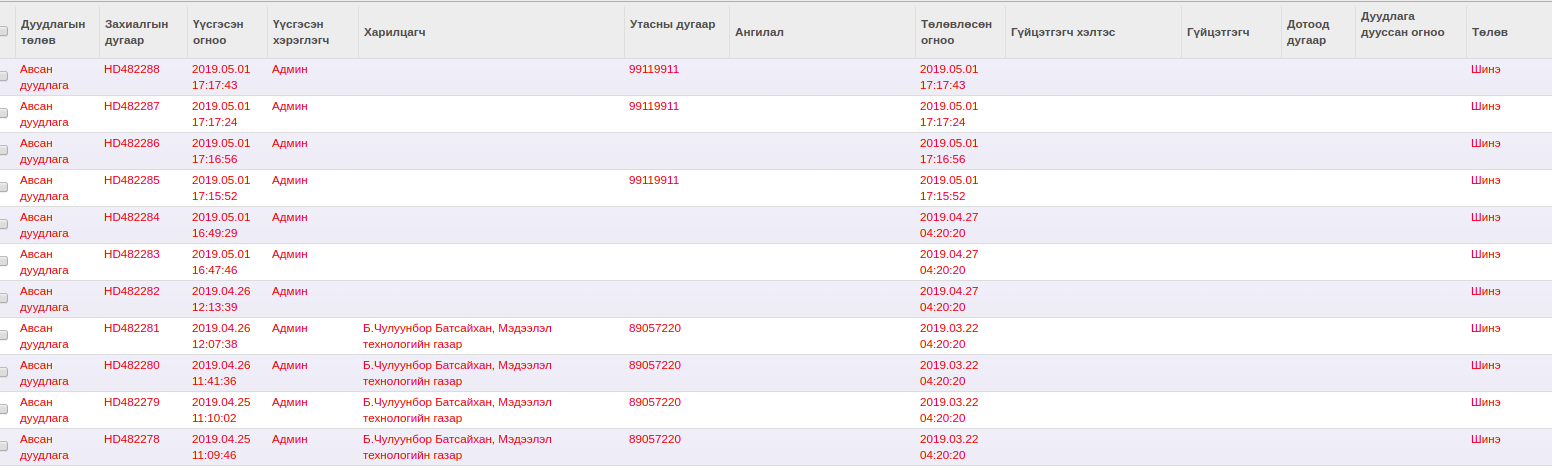 Дуудлагын төлөв Захиалгын дугаар Үүсгэсэн огноо Үүсгэсэн хэрэглэгч Харилцагч Утасны дугаар Ангилал Төлөвлөсөн огноо Гүйцэтгэгч хэлтэс Гүйцэтгэгч Дотоод дугаар Дуудлага дууссан огноо Төлөв
Авсан HD482288 2019.05.01 Админ 99119911 2019.05.01 Шинэ
дуудлага 17:17:43 17:17:43
Авсан HD482287 2019.05.01 Админ 99119911 2019.05.01 Шинэ
дуудлага 17:17:24 17:17:24
Авсан HD482286 2019.05.01 Админ 2019.05.01 Шинэ
дуудлага 17:16:56 17:16:56
Авсан HD482285 2019.05.01 Админ 99119911 2019.05.01 Шинэ
дуудлага 17:15:52 17:15:52
Авсан HD482284 2019.05.01 Админ 2019.04.27 Шинэ
дуудлага 16:49:29 04:20:20
Авсан HD482283 2019.05.01 Админ 2019.04.27 Шинэ
дуудлага 16:47:46 04:20:20
Авсан HD482282 2019.04.26 Админ 2019.04.27 Шинэ
дуудлага 12:13:39 04:20:20
Авсан HD482281 2019.04.26 Админ Б.Чулуунбор Батсайхан, Мэдээлэл 89057220 2019.03.22 Шинэ
дуудлага 12:07:38 технологийн газар 04:20:20
Авсан HD482280 2019.04.26 Админ Б.Чулуунбор Батсайхан, Мэдээлэл 89057220 2019.03.22 Шинэ
дуудлага 11:41:36 технологийн газар 04:20:20
Авсан HD482279 2019.04.25 Админ Б.Чулуунбор Батсайхан, Мэдээлэл 89057220 2019.03.22 Шинэ
дуудлага 11:10:02 технологийн газар 04:20:20
Авсан HD482278 2019.04.25 Админ Б.Чулуунбор Батсайхан, Мэдээлэл 89057220 2019.03.22 Шинэ
дуудлага 11:09:46 технологийн газар 04:20:20